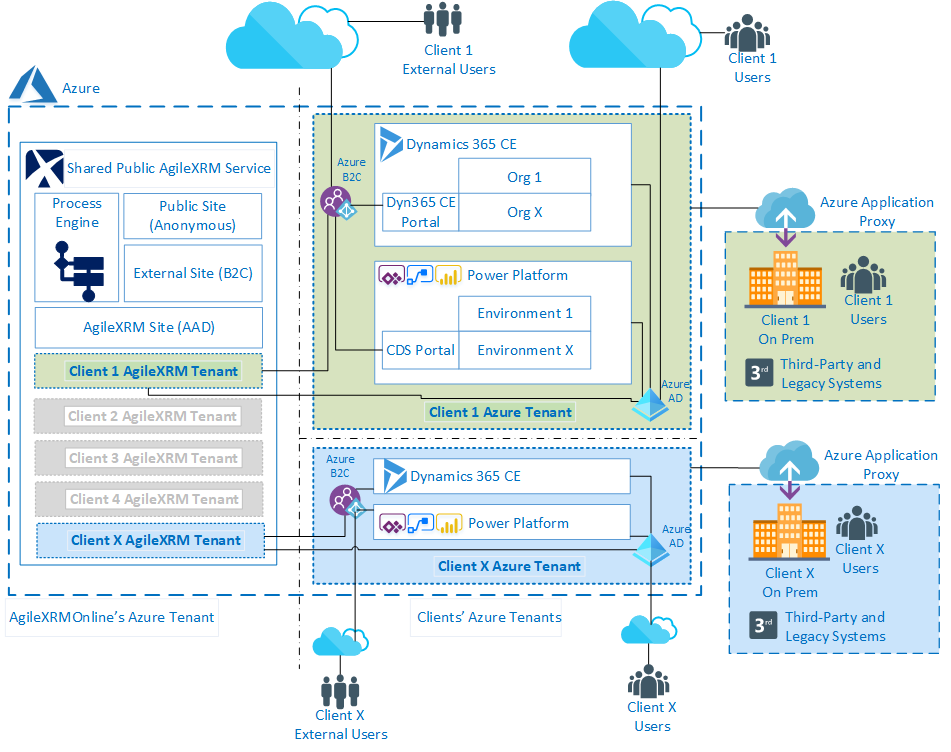 Client 1
External Users
Client 1
Users
Azure
Shared Public AgileXRM Service
Process
Engine
Public Site
(Anonymous)
External Site (B2C)
AgileXRM Site (AAD)
Client 1 AgileXRM Tenant
Client 2 AgileXRM Tenant
Client 3 AgileXRM Tenant
Client 4 AgileXRM Tenant
Client X AgileXRM Tenant
AgileXRMOnline's Azure Tenant
Azure
B2C
Dynamics 365 CE
Org 1
Dyn365 CE
Portal
Org X
Power Platform
Environment 1
CDS Portal
Environment X
Azure
AD
Client 1 Azure Tenant
Azure Application
Proxy
Client 1
Users
Client 1
On Prem
3rd
Third-Party and
Legacy Systems
Azure
B2C
Dynamics 365 CE
Power Platform
Azure
AD
Client X Azure Tenant
Clients' Azure Tenants
Azure Application
Proxy
Client X
Users
Client X
On Prem
3rd
Third-Party and
Legacy Systems
Client X
External Users
Client X
Users